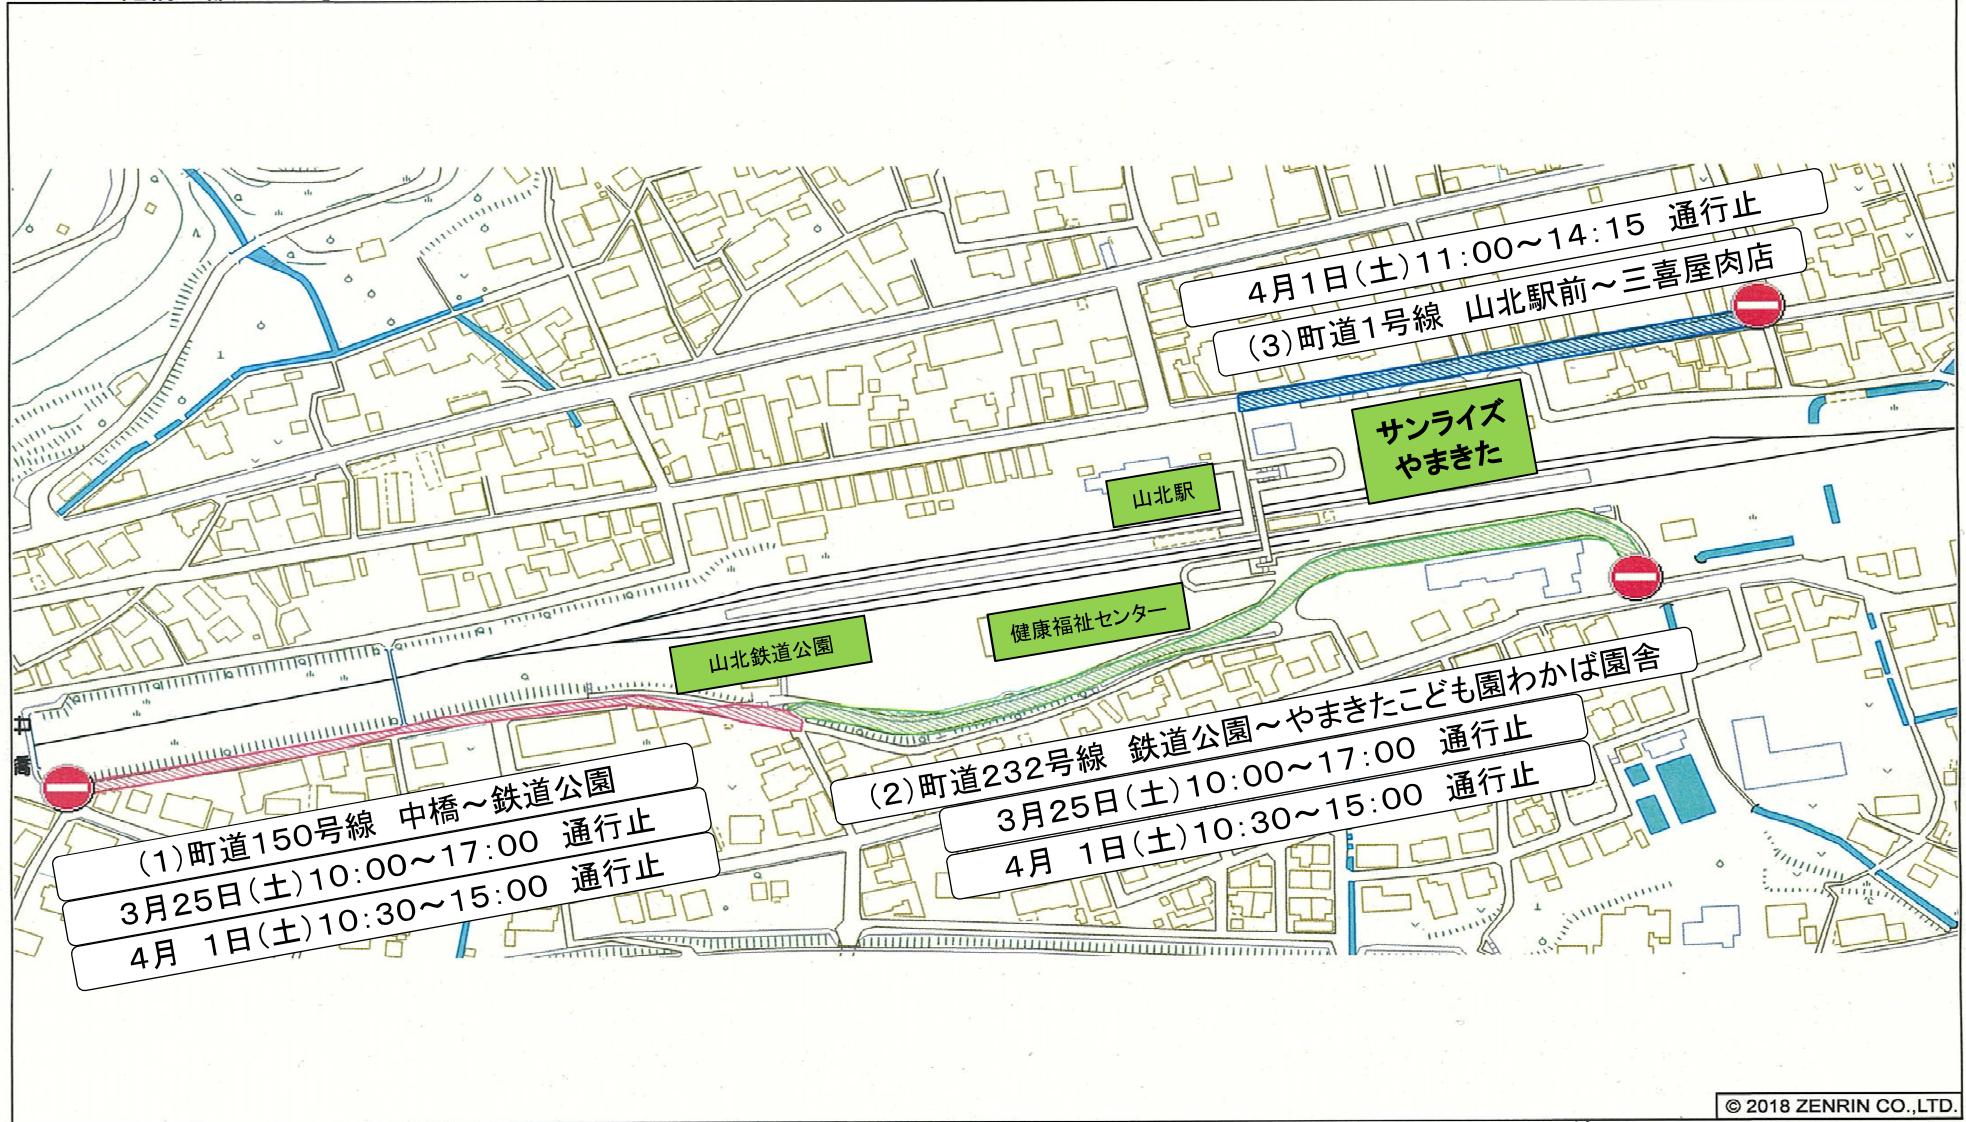 4月1日(土)11:00~14:15　通行止
(3)町道1号線　山北駅前~三喜屋肉店
サンライズ
やまきた
山北駅
健康福祉センター
山北鉄道公園
(1)町道150号線　中橋~鉄道公園
3月25日(土)10:00~17:00　通行止
4月　1日(土)10:30~15:00　通行止
(2)町道232号線　鉄道公園~やまきたこども園わかば園舎
3月25日(土)10:00~17:00　通行止
4月　1日(土)10:30~15:00　通行止
© 2018 ZENRIN CO.,LTD.